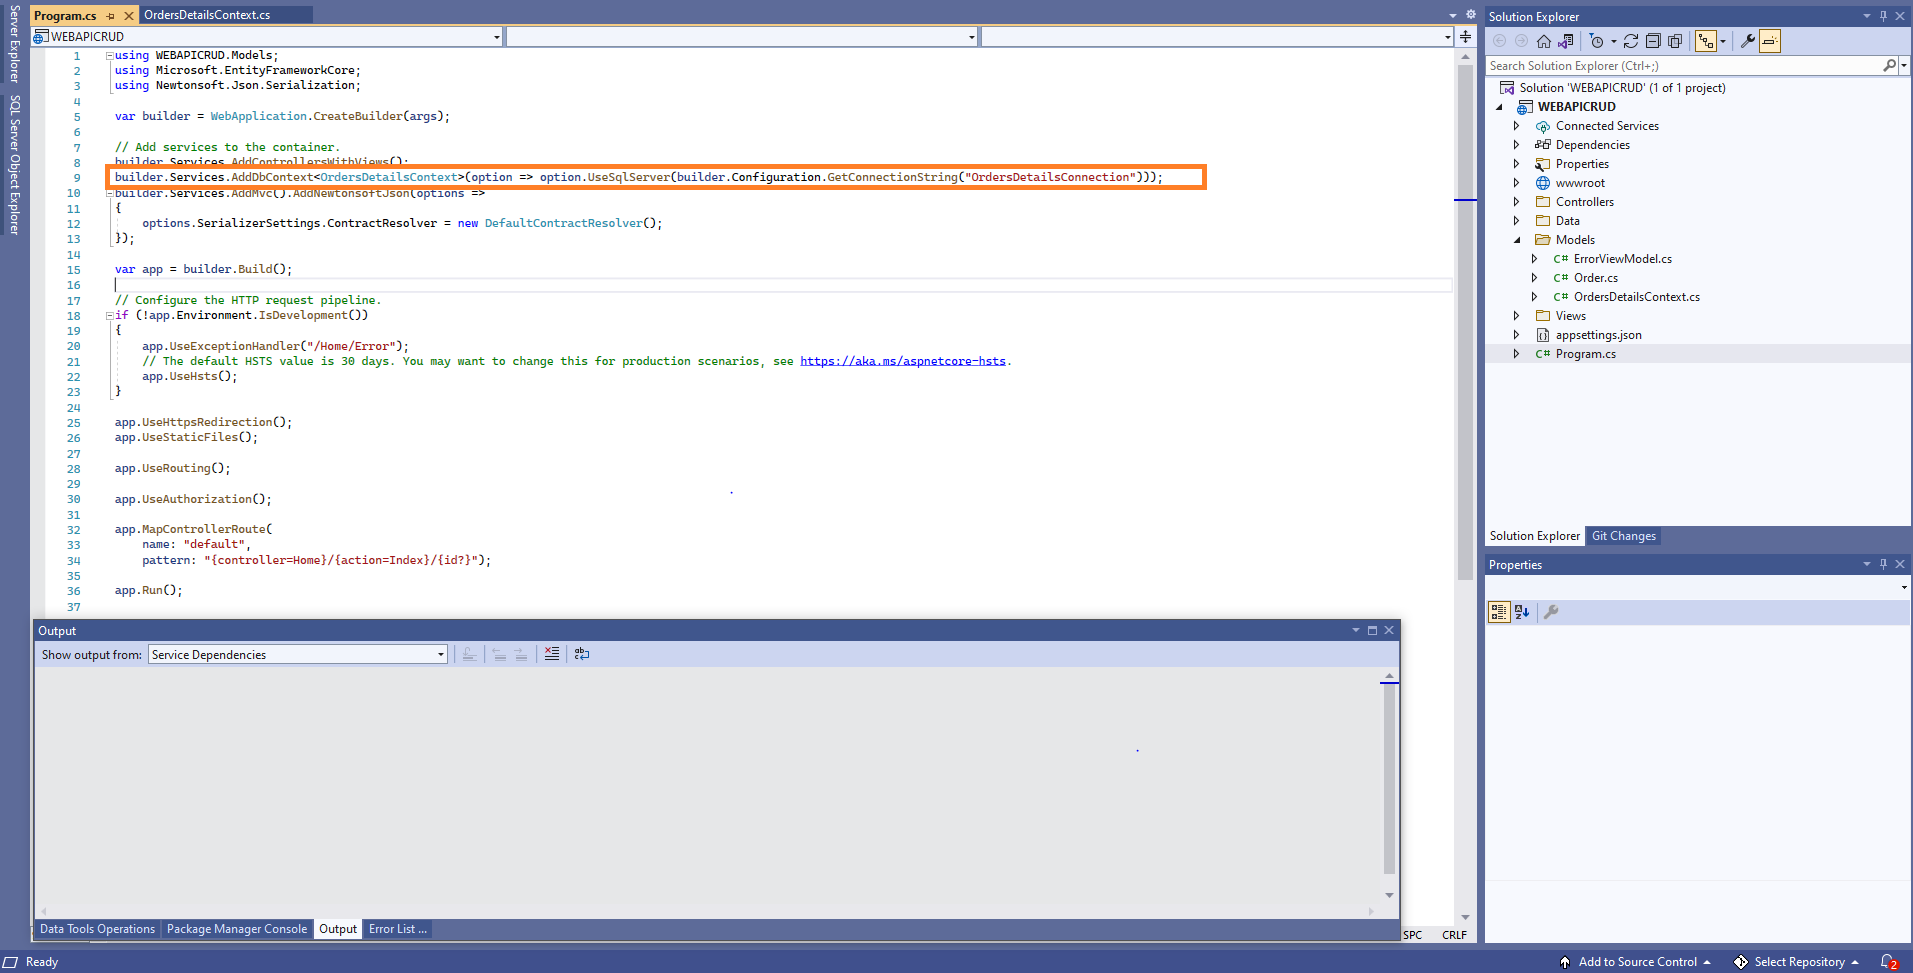 Server Explorer
SQL Server Object Explorer
Program.cs
OrdersDetailsContext.cs
WEBAPICRUD
1 using WEBAPICRUD.Models;
2 using Microsoft.EntityFrameworkCore;
3 using Newtonsoft.Json.Serialization;
4
5 var builder = WebApplication.CreateBuilder(args);
6
7 // Add services to the container.
8 builder.Services.AddControllersWithViews();
9 builder.Services.AddDbContext<OrdersDetailsContext>(option => option.UseSqlServer(builder.Configuration.GetConnectionString("OrdersDetailsConnection")));
10 builder.Services.AddMvc().AddNewtonsoftJson(options =>
11 {
12 options.SerializerSettings.ContractResolver = new DefaultContractResolver();
13 });
14
15 var app = builder.Build();
16
17 // Configure the HTTP request pipeline.
18 if (!app.Environment.IsDevelopment())
19 {
20 app.UseExceptionHandler("/Home/Error");
21 // The default HSTS value is 30 days. You may want to change this for production scenarios, see https://aka.ms/aspnetcore-hsts.
22 app.UseHsts();
23 }
24
25 app.UseHttpsRedirection();
26 app.UseStaticFiles();
27
28 app.UseRouting();
29
30 app.UseAuthorization();
31
32 app.MapControllerRoute(
33 name: "default",
34 pattern: "{controller=Home}/{action=Index}/{id?}");
35
36 app.Run();
37
Output
Show output from: Service Dependencies
Data Tools Operations Package Manager Console Output Error List ...
SPC CRLF
Solution Explorer
Search Solution Explorer (Ctrl+;)
Solution 'WEBAPICRUD' (1 of 1 project)
WEBAPICRUD
Connected Services
Dependencies
Properties
wwwroot
Controllers
Data
Models
C# ErrorViewModel.cs
C# Order.cs
C# OrdersDetailsContext.cs
Views
appsettings.json
C# Program.cs
Solution Explorer Git Changes
Properties
Ready
Add to Source Control Select Repository 2